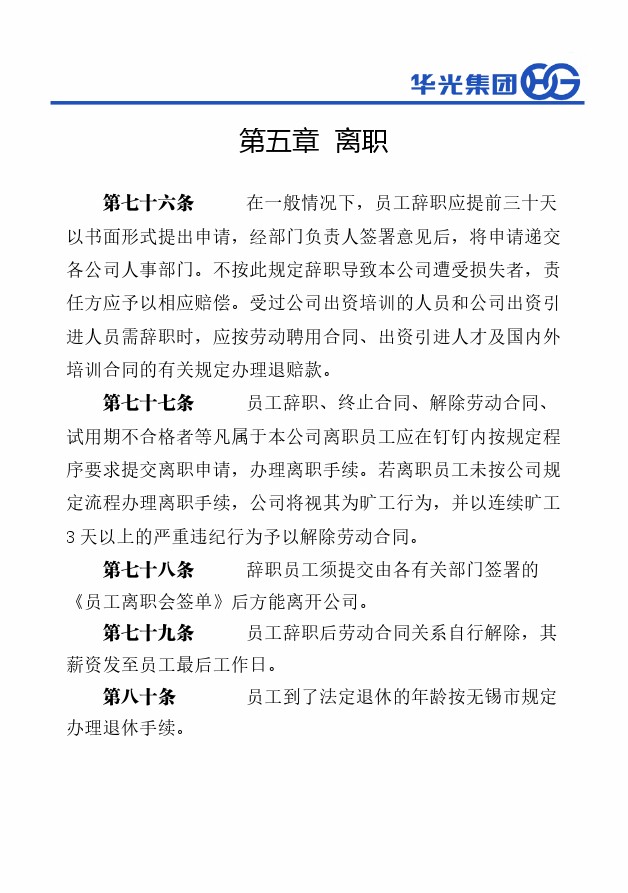 华光集团
第五章 离职
第七十六条 在一般情况下，员工辞职应提前三十天
以书面形式提出申请，经部门负责人签署意见后，将申请递交
各公司人事部门。不按此规定辞职导致本公司遭受损失者，责
任方应予以相应赔偿。受过公司出资培训的人员和公司出资引
进人员需辞职时，应按劳动聘用合同、出资引进人才及国内外
培训合同的有关规定办理退赔款。
第七十七条 员工辞职、终止合同、解除劳动合同、
试用期不合格者等凡属于本公司离职员工应在钉钉内按规定程
序要求提交离职申请，办理离职手续。若离职员工未按公司规
定流程办理离职手续，公司将视其为旷工行为，并以连续旷工
3 天以上的严重违纪行为予以解除劳动合同。
第七十八条 辞职员工须提交由各有关部门签署的
《员工离职会签单》后方能离开公司。
第七十九条 员工辞职后劳动合同关系自行解除，其
薪资发至员工最后工作日。
第八十条 员工到了法定退休的年龄按无锡市规定
办理退休手续。